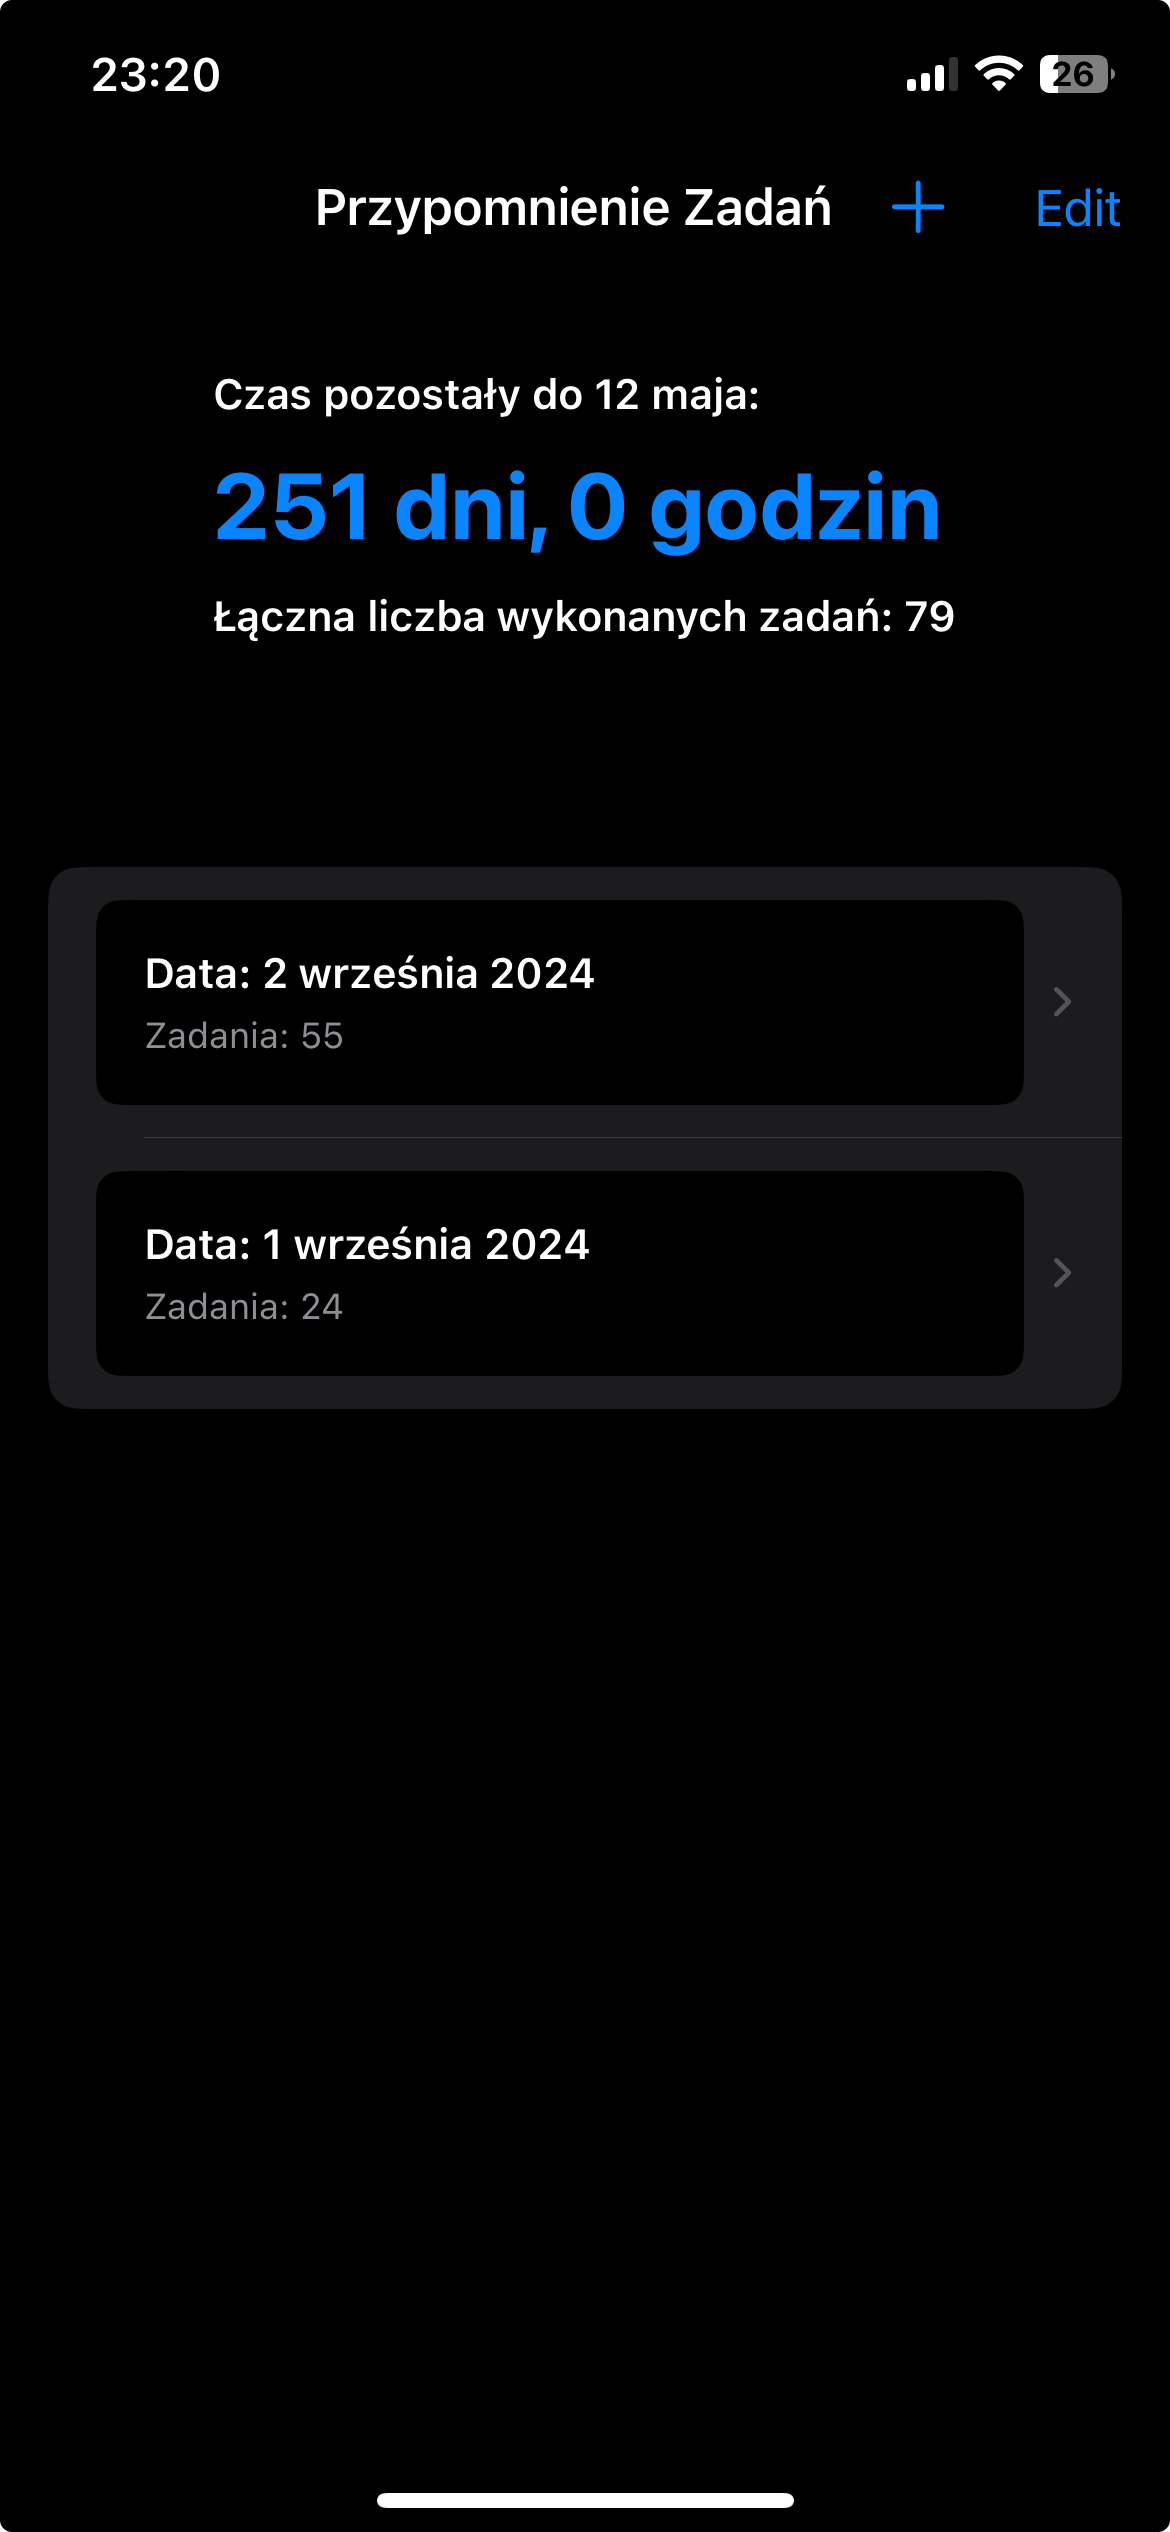 23:20
26
Przypomnienie Zadań
Edit
Czas pozostały do 12 maja:
251 dni, 0 godzin
Łączna liczba wykonanych zadań: 79
Data: 2 września 2024
Zadania: 55
Data: 1 września 2024
Zadania: 24